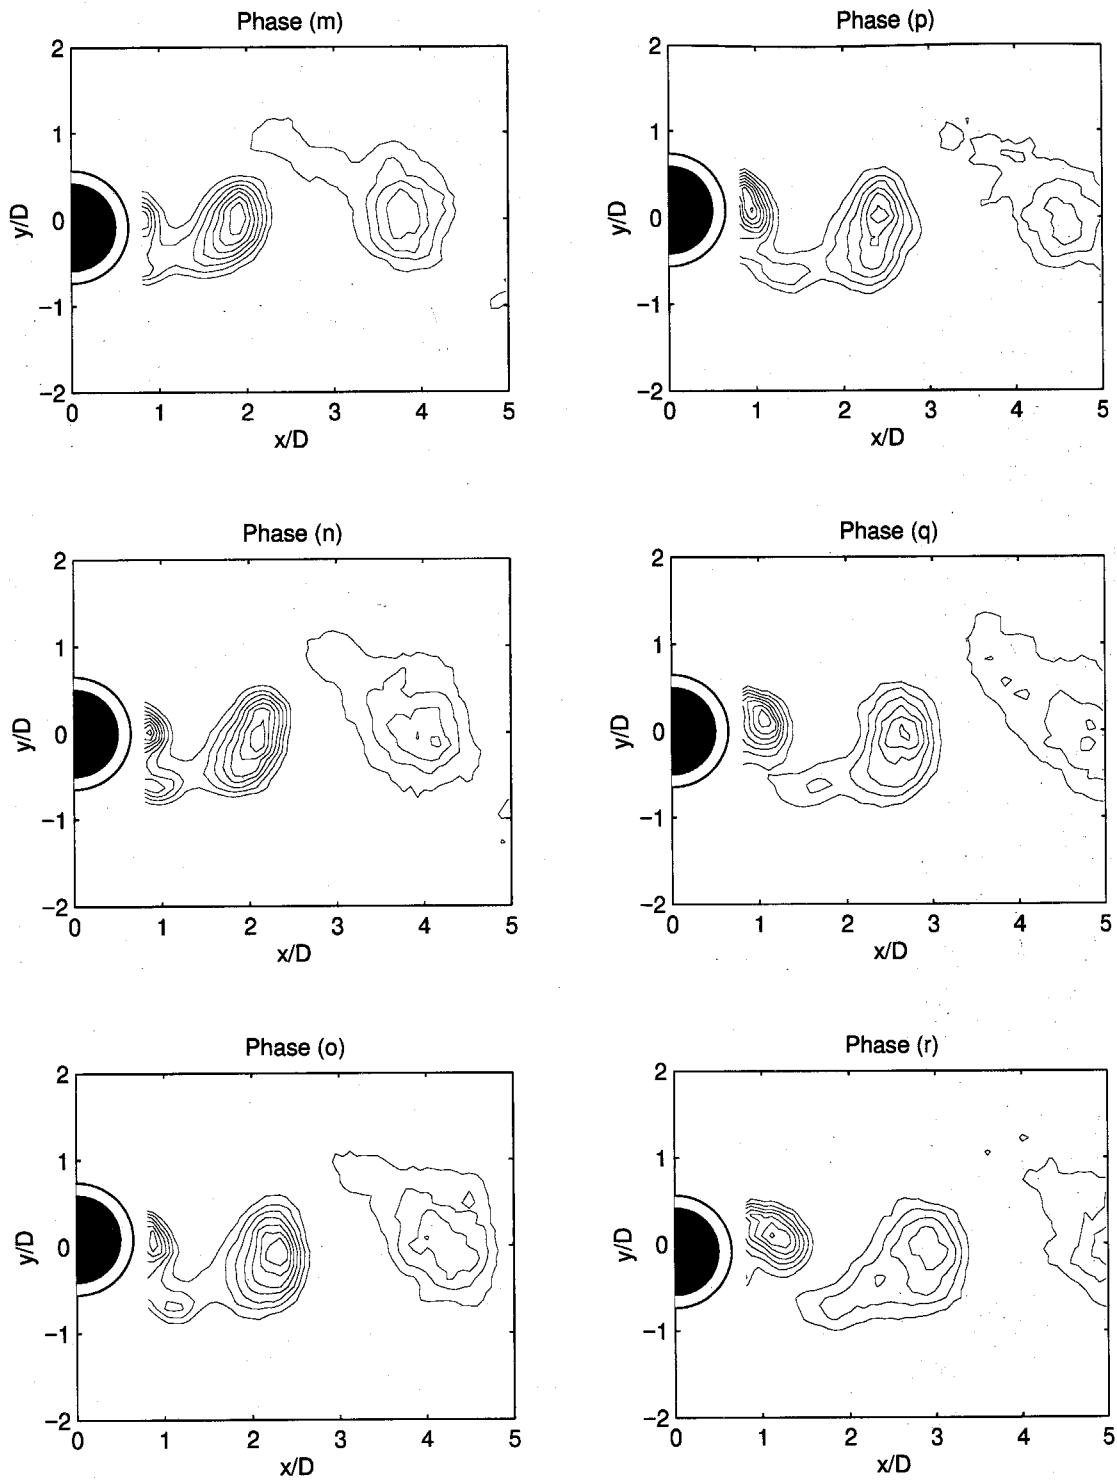 Phase (m)
2
1
0
−1
−2
y/D
0 1 2 3 4 5
x/D
Phase (p)
2
1
0
−1
−2
y/D
0 1 2 3 4 5
x/D
Phase (n)
2
1
0
−1
−2
y/D
0 1 2 3 4 5
x/D
Phase (q)
2
1
0
−1
−2
y/D
0 1 2 3 4 5
x/D
Phase (o)
2
1
0
−1
−2
y/D
0 1 2 3 4 5
x/D
Phase (r)
2
1
0
−1
−2
y/D
0 1 2 3 4 5
x/D